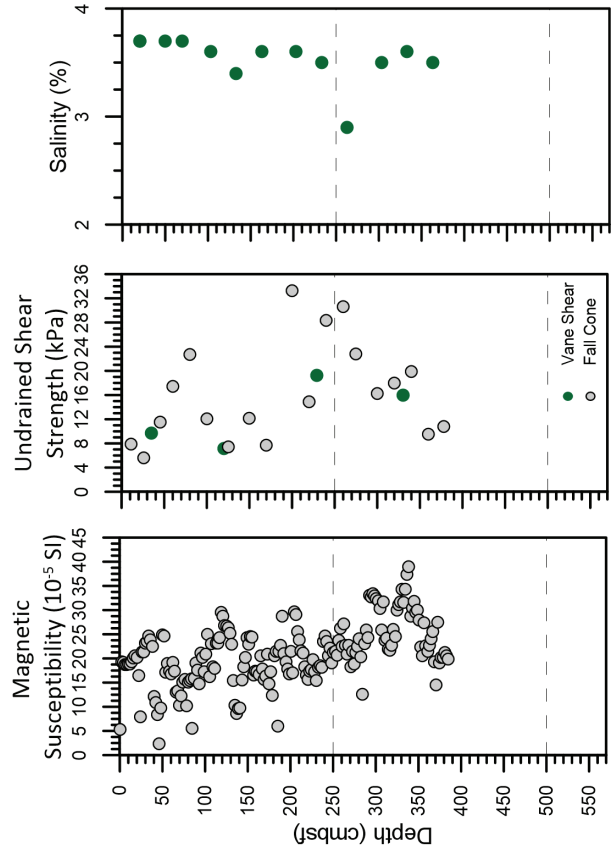 Salinity (%)
2 3 4
Undrained Shear
Strength (kPa)
0 4 8 12 16 20 24 28 32 36
Vane Shear
Fall Cone
Magnetic
Susceptibility (10⁻⁵ SI)
0 5 10 15 20 25 30 35 40 45
0 50 100 150 200 250 300 350 400 450 500 550
Depth (cmbsf)